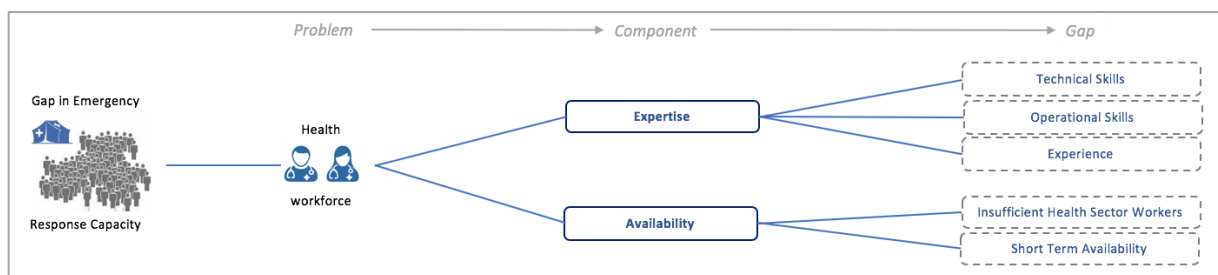 Problem
Component
Gap
Gap in Emergency
Response Capacity
Health
workforce
Expertise
Availability
Technical Skills
Operational Skills
Experience
Insufficient Health Sector Workers
Short Term Availability